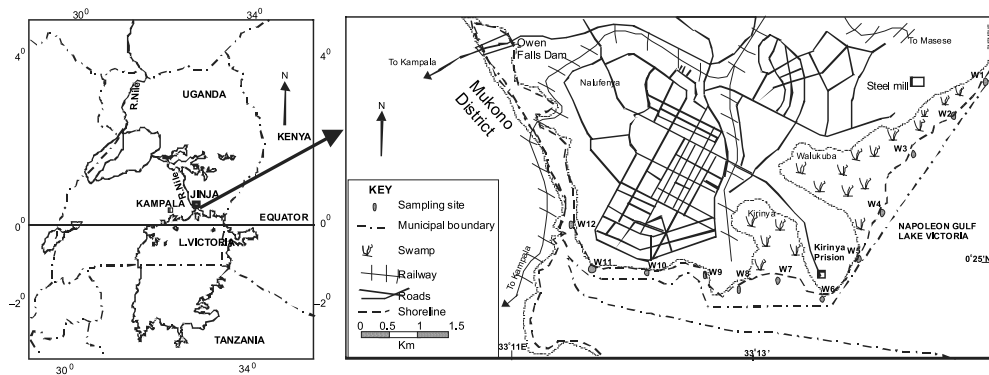 30⁰
34⁰
4⁰
4⁰
N
R.Nile
UGANDA
KENYA
R.Nile
JINJA
KAMPALA
EQUATOR
0⁰
0⁰
L.VICTORIA
−2⁰
−2⁰
TANZANIA
30⁰
34⁰
To Kampala
Owen
Falls Dam
To Masese
Nalufenya
Steel mill
Mukono
District
N
W1
W2
W3
Walukuba
W4
Kirinya
NAPOLEON GULF
LAKE VICTORIA
W5
Kirinya
Prision
0°25'N
W12
W11
W10
W9
W8
W7
W6
To Kampala
KEY
Sampling site
Municipal boundary
Swamp
Railway
Roads
Shoreline
0 0.5 1 1.5
Km
33°11'E
33°13'